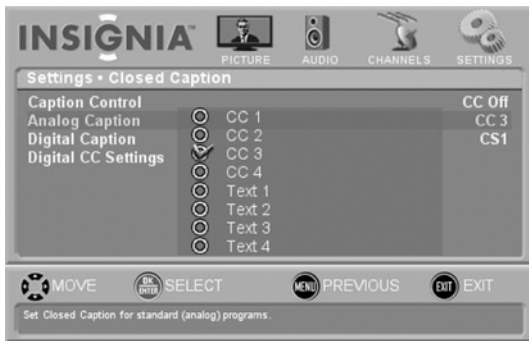 INSIGNIA
PICTURE AUDIO CHANNELS SETTINGS
Settings • Closed Caption
Caption Control CC Off
Analog Caption CC 3
Digital Caption CS1
Digital CC Settings
CC 1
CC 2
CC 3
CC 4
Text 1
Text 2
Text 3
Text 4
MOVE OK ENTER SELECT MENU PREVIOUS EXIT EXIT
Set Closed Caption for standard (analog) programs.